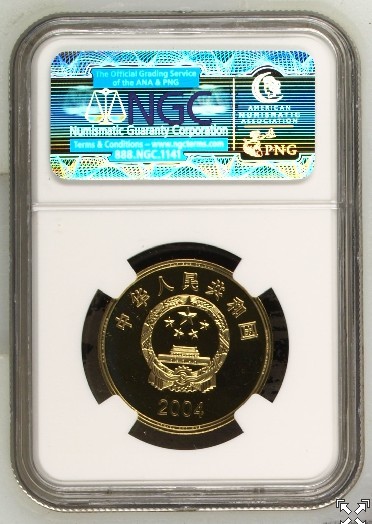 The Official Grading Service
of the ANA & PNG
NGC
Numismatic Guaranty Corporation
Terms & Conditions – www.ngcterms.com
888.NGC.1141
AMERICAN
NUMISMATIC
ASSOCIATION
PNG
中华人民共和国
2004